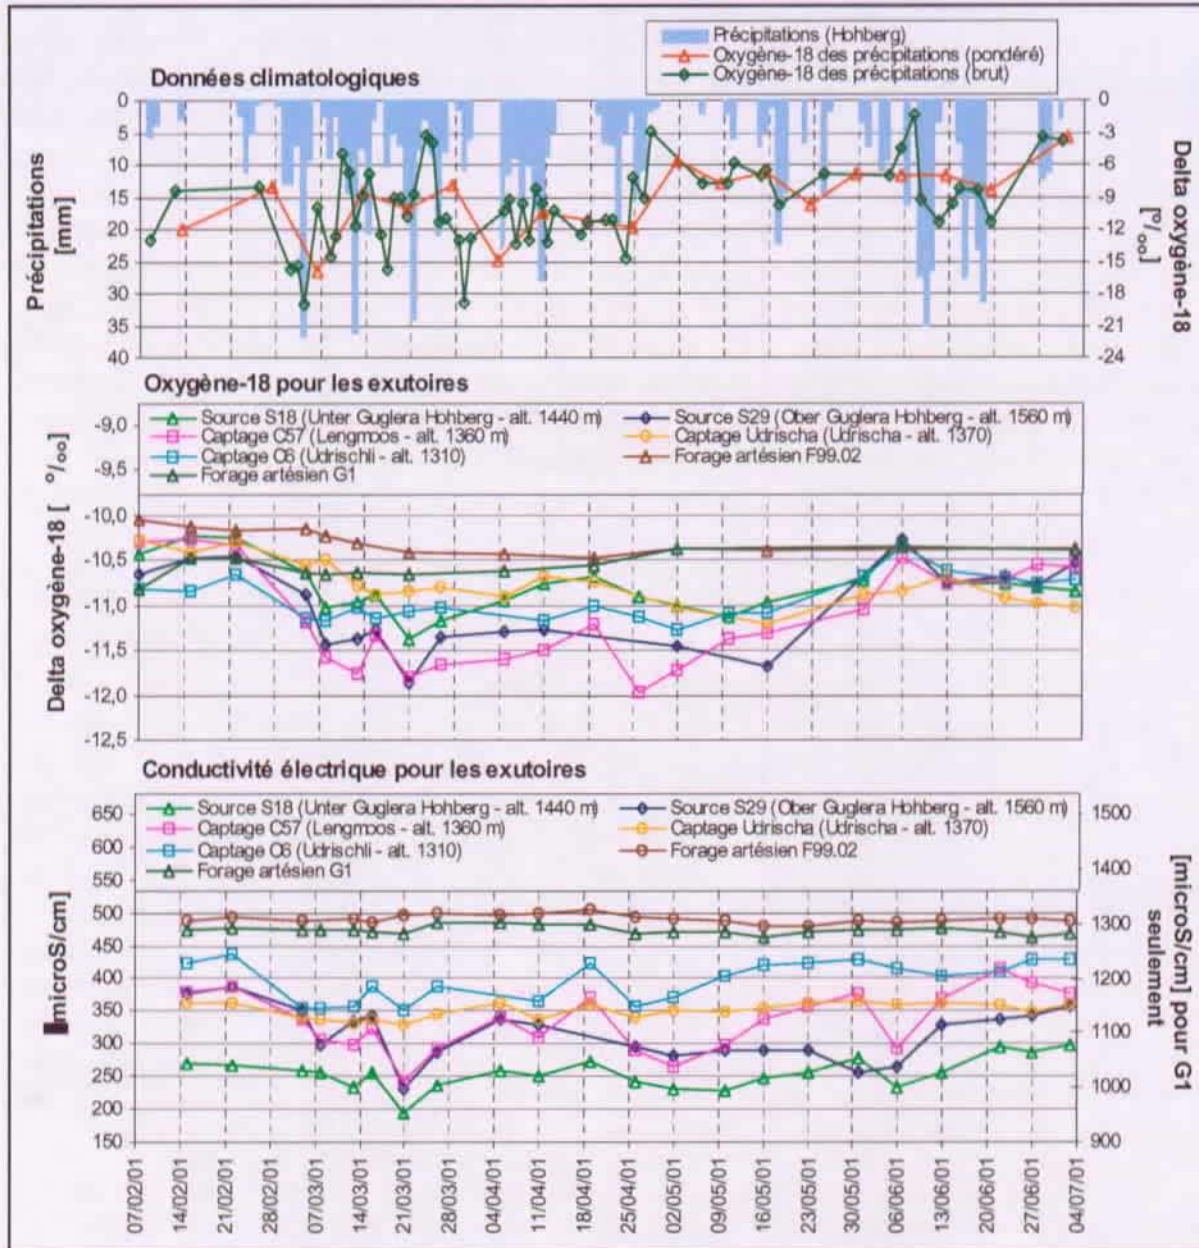 Précipitations (Hohberg)
Oxygène-18 des précipitations (pondéré)
Oxygène-18 des précipitations (brut)
Données climatologiques
0
5
10
15
20
25
30
35
40
Précipitations
[mm]
0
-3
-6
-9
-12
-15
-18
-21
-24
Delta oxygène-18
[°/oo]
Oxygène-18 pour les exutoires
Source S18 (Unter Guglera Hohberg - alt. 1440 m)
Source S29 (Ober Guglera Hohberg - alt. 1560 m)
Captage C57 (Lengmoos - alt. 1360 m)
Captage Udrischa (Udrischa - alt. 1370)
Captage O6 (Udrischli - alt. 1310)
Forage artésien F99.02
Forage artésien G1
-9,0
-9,5
-10,0
-10,5
-11,0
-11,5
-12,0
-12,5
Delta oxygène-18 [ °/oo]
Conductivité électrique pour les exutoires
Source S18 (Unter Guglera Hohberg - alt. 1440 m)
Source S29 (Ober Guglera Hohberg - alt. 1560 m)
Captage C57 (Lengmoos - alt. 1360 m)
Captage Udrischa (Udrischa - alt. 1370)
Captage O6 (Udrischli - alt. 1310)
Forage artésien F99.02
Forage artésien G1
650
600
550
500
450
400
350
300
250
200
150
microS/cm]
1500
1400
1300
1200
1100
1000
900
[microS/cm] pour G1
seulement
07/02/01
14/02/01
21/02/01
28/02/01
07/03/01
14/03/01
21/03/01
28/03/01
04/04/01
11/04/01
18/04/01
25/04/01
02/05/01
09/05/01
16/05/01
23/05/01
30/05/01
06/06/01
13/06/01
20/06/01
27/06/01
04/07/01